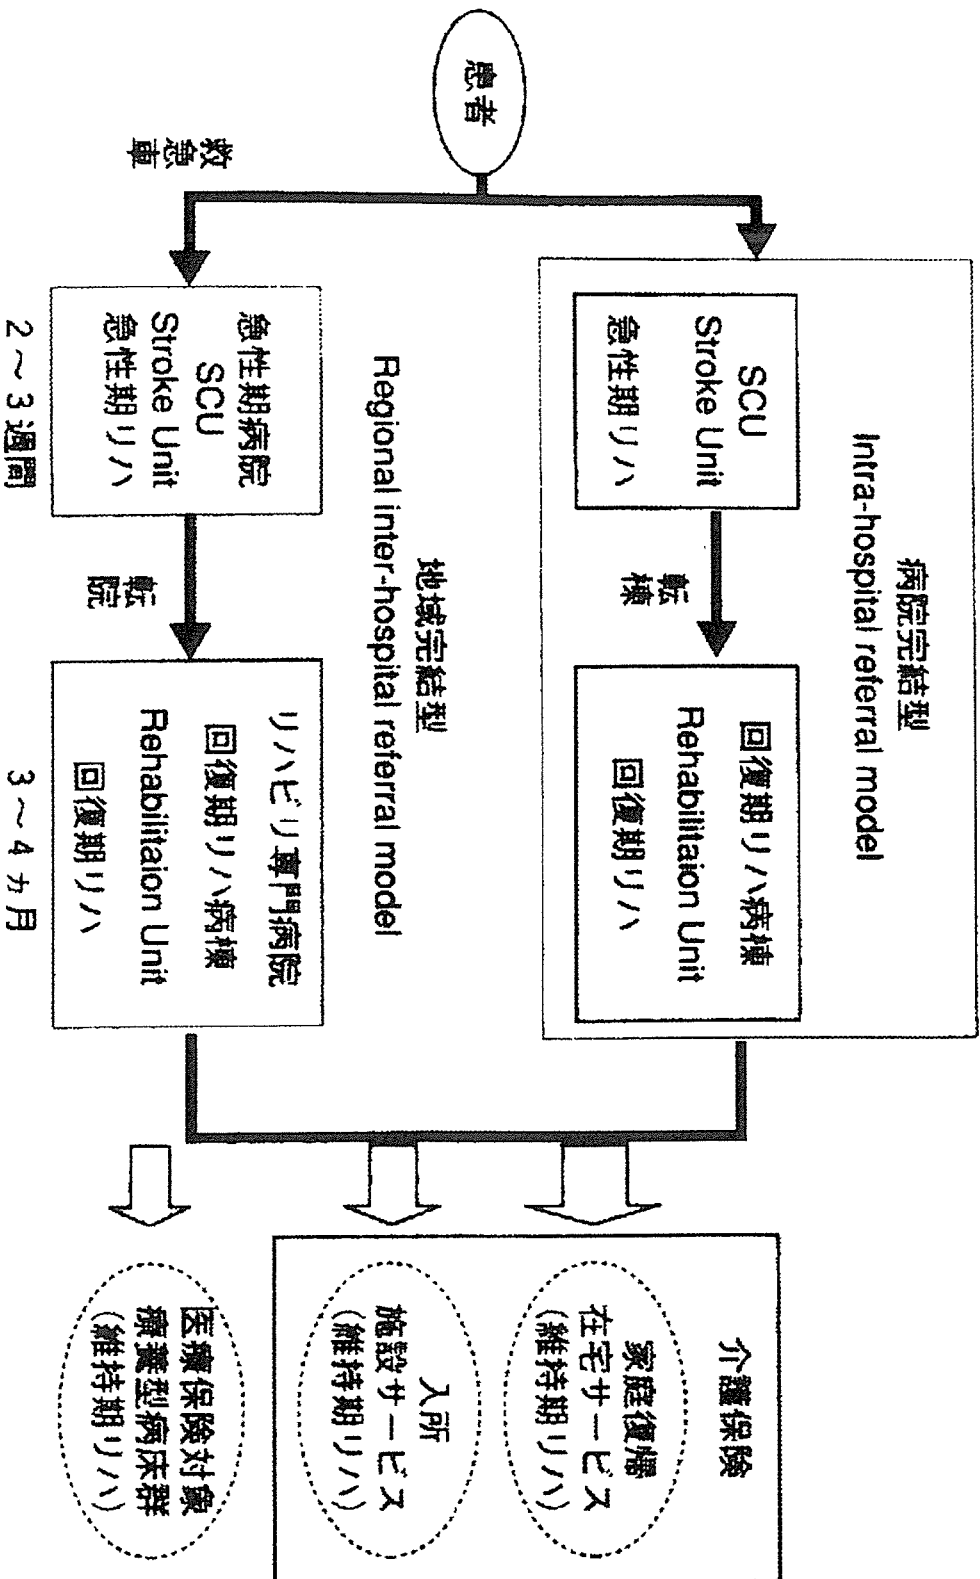 患者
救急車
病院完結型
Intra-hospital referral model
SCU
Stroke Unit
急性期リハ
転棟
回復期リハ病棟
Rehabilitaion Unit
回復期リハ
地域完結型
Regional inter-hospital referral model
急性期病院
SCU
Stroke Unit
急性期リハ
転院
リハビリ専門病院
回復期リハ病棟
Rehabilitaion Unit
回復期リハ
2～3週間
3～4ヵ月
介護保険
家庭復帰
在宅サービス
(維持期リハ)
入所
施設サービス
(維持期リハ)
医療保険対象
療養型病床群
(維持期リハ)